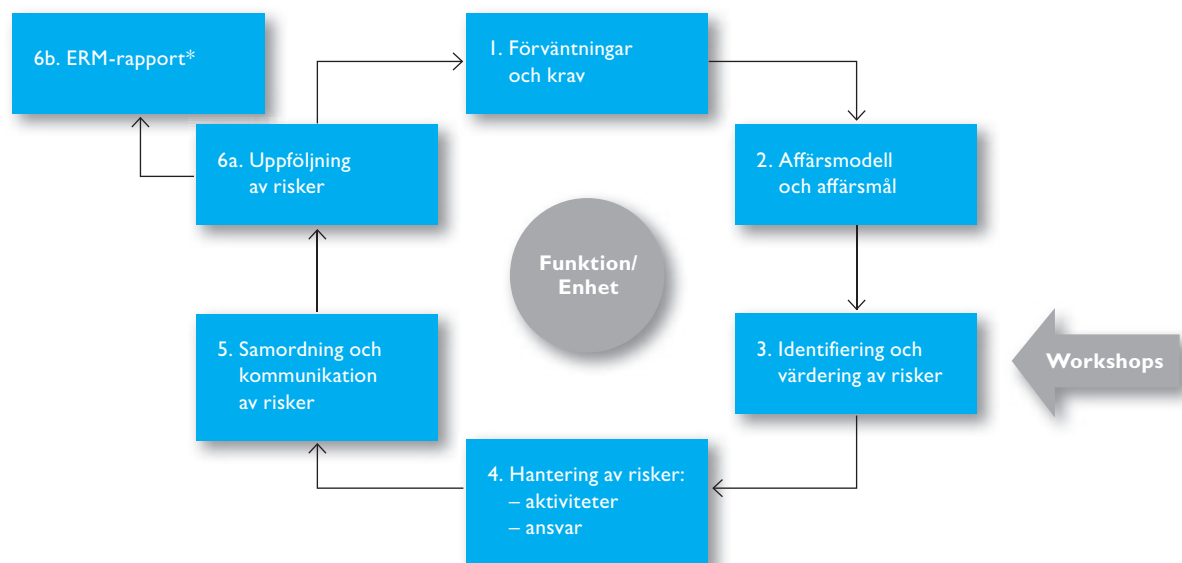 6b. ERM-rapport*
1. Förväntningar
och krav
6a. Uppföljning
av risker
2. Affärsmodell
och affärsmål
Funktion/
Enhet
5. Samordning och
kommunikation
av risker
3. Identifiering och
värdering av risker
Workshops
4. Hantering av risker:
– aktiviteter
– ansvar